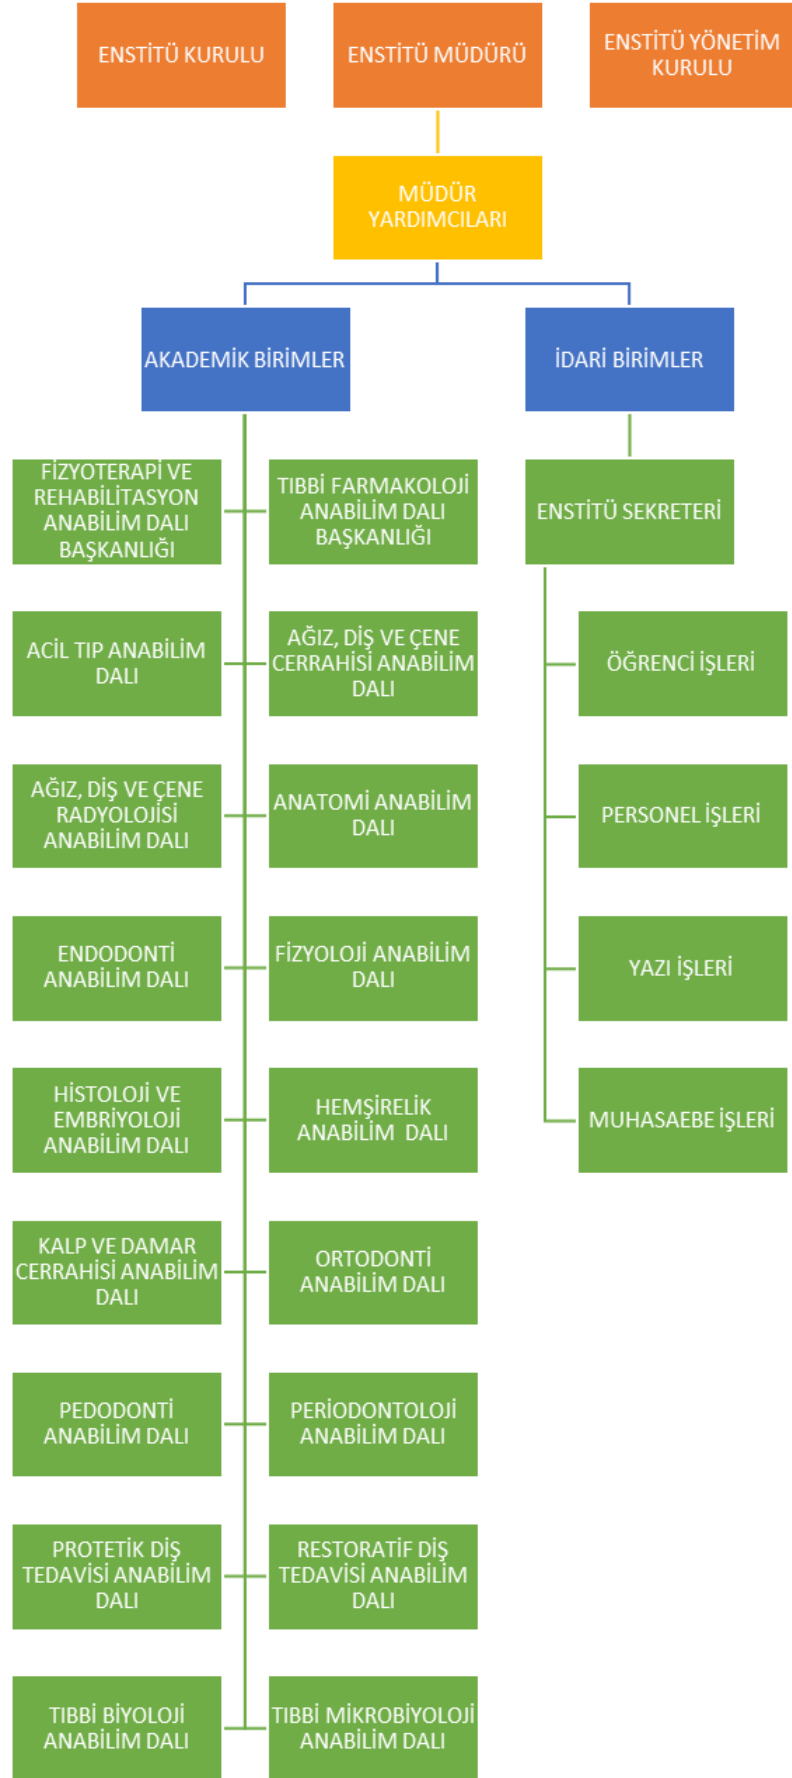 ENSTİTÜ KURULU
ENSTİTÜ MÜDÜRÜ
ENSTİTÜ YÖNETİM
KURULU
MÜDÜR
YARDIMCILARI
AKADEMİK BİRİMLER
İDARİ BİRİMLER
FİZYOTERAPİ VE
REHABİLİTASYON
ANABİLİM DALI
BAŞKANLIĞI
TIBBİ FARMAKOLOJİ
ANABİLİM DALI
BAŞKANLIĞI
ENSTİTÜ SEKRETERİ
ACİL TIP ANABİLİM
DALI
AĞIZ, DİŞ VE ÇENE
CERRAHİSİ ANABİLİM
DALI
ÖĞRENCİ İŞLERİ
AĞIZ, DİŞ VE ÇENE
RADYOLOJİSİ
ANABİLİM DALI
ANATOMİ ANABİLİM
DALI
PERSONEL İŞLERİ
ENDODONTİ
ANABİLİM DALI
FİZYOLOJİ ANABİLİM
DALI
YAZI İŞLERİ
HİSTOLOJİ VE
EMBRİYOLOJİ
ANABİLİM DALI
HEMŞİRELİK
ANABİLİM  DALI
MUHASAEBE İŞLERİ
KALP VE DAMAR
CERRAHİSİ ANABİLİM
DALI
ORTODONTİ
ANABİLİM DALI
PEDODONTİ
ANABİLİM DALI
PERİODONTOLOJİ
ANABİLİM DALI
PROTETİK DİŞ
TEDAVİSİ ANABİLİM
DALI
RESTORATİF DİŞ
TEDAVİSİ ANABİLİM
DALI
TIBBİ BİYOLOJİ
ANABİLİM DALI
TIBBİ MİKROBİYOLOJİ
ANABİLİM DALI